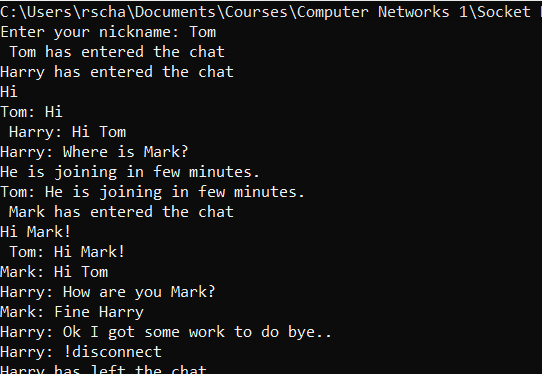 C:\Users\rscha\Documents\Courses\Computer Networks 1\Socket
Enter your nickname: Tom
 Tom has entered the chat
Harry has entered the chat
Hi
Tom: Hi
 Harry: Hi Tom
Harry: Where is Mark?
He is joining in few minutes.
Tom: He is joining in few minutes.
 Mark has entered the chat
Hi Mark!
 Tom: Hi Mark!
Mark: Hi Tom
Harry: How are you Mark?
Mark: Fine Harry
Harry: Ok I got some work to do bye..
Harry: !disconnect
Harry has left the chat